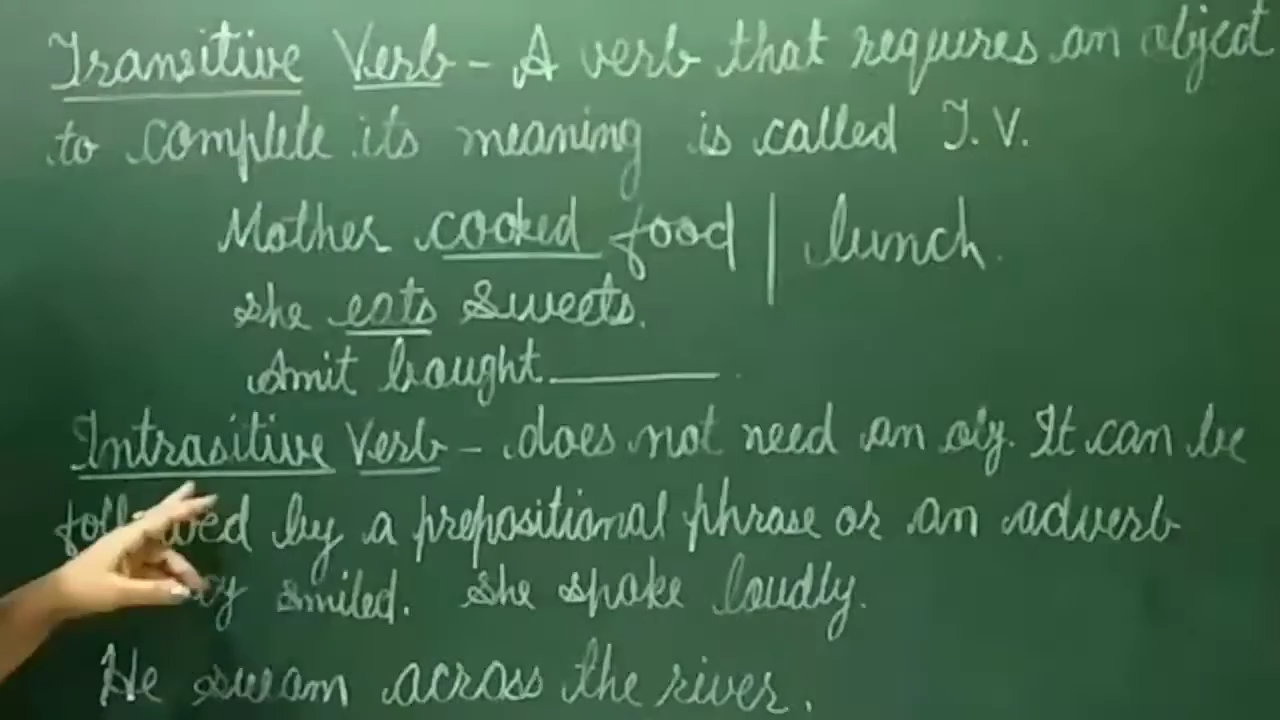 Transitive Verb - A verb that requires an object
to complete its meaning is called T.V.
Mother cooked food | lunch.
She eats sweets.
Amit bought ________.
Intrasitive Verb - does not need an obj. It can be
followed by a prepositional phrase or an adverb
smiled. She spoke loudly.
He swam across the river.